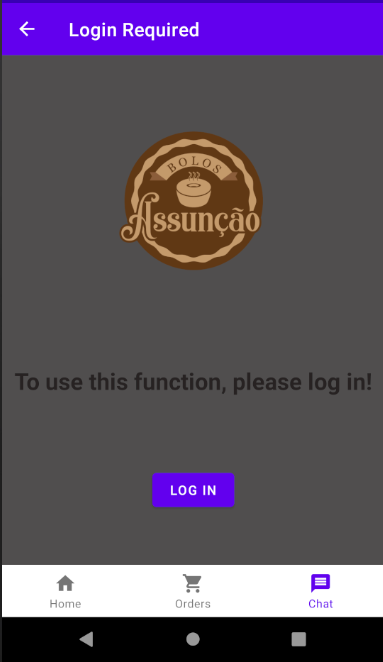 Login Required
BOLOS
Assunção
To use this function, please log in!
LOG IN
Home
Orders
Chat